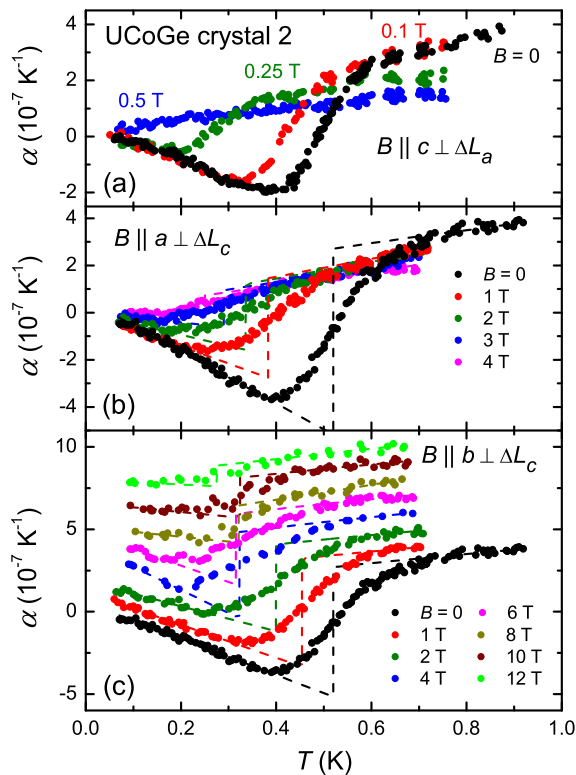 UCoGe crystal 2
0.1 T
B = 0
0.25 T
0.5 T
B || c ⊥ ΔL_a
(a)
α (10⁻⁷ K⁻¹)
4
2
0
-2
B || a ⊥ ΔL_c
B = 0
1 T
2 T
3 T
4 T
(b)
α (10⁻⁷ K⁻¹)
4
2
0
-2
-4
B || b ⊥ ΔL_c
B = 0
1 T
2 T
4 T
6 T
8 T
10 T
12 T
(c)
α (10⁻⁷ K⁻¹)
10
5
0
-5
0.0 0.2 0.4 0.6 0.8 1.0
T (K)